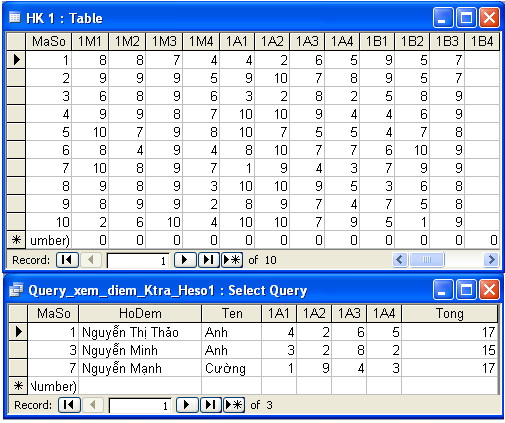 HK 1 : Table
MaSo 1M1 1M2 1M3 1M4 1A1 1A2 1A3 1A4 1B1 1B2 1B3 1B4
1 8 8 7 4 4 2 6 5 9 5 7
2 9 9 9 5 9 10 7 8 9 5 7
3 6 8 9 6 3 2 8 2 5 8 9
4 9 9 8 7 10 10 9 4 4 6 9
5 10 7 9 8 10 7 5 5 4 7 8
6 8 4 9 4 8 10 7 7 6 10 9
7 10 8 9 7 1 9 4 3 7 9 9
8 9 8 9 3 10 10 9 5 3 6 8
9 8 9 9 2 8 9 7 4 7 5 8
10 2 6 10 4 10 10 7 9 5 1 9
umber) 0 0 0 0 0 0 0 0 0 0 0 0
Record: 1 of 10
Query_xem_diem_Ktra_Heso1 : Select Query
MaSo HoDem Ten 1A1 1A2 1A3 1A4 Tong
1 Nguyễn Thị Thảo Anh 4 2 6 5 17
3 Nguyễn Minh Anh 3 2 8 2 15
7 Nguyễn Mạnh Cường 1 9 4 3 17
Number)
Record: 1 of 3